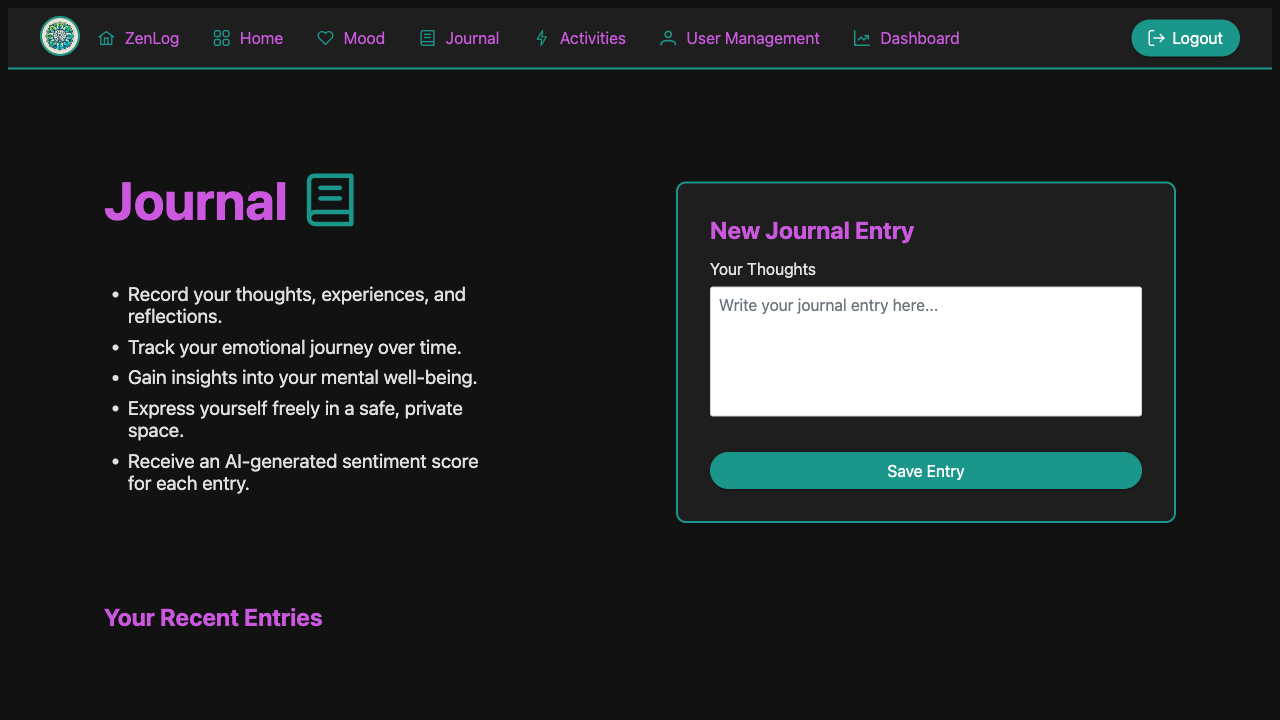 ZenLog Home Mood Journal Activities User Management Dashboard Logout
Journal
• Record your thoughts, experiences, and
reflections.
• Track your emotional journey over time.
• Gain insights into your mental well-being.
• Express yourself freely in a safe, private
space.
• Receive an AI-generated sentiment score
for each entry.
New Journal Entry
Your Thoughts
Write your journal entry here...
Save Entry
Your Recent Entries